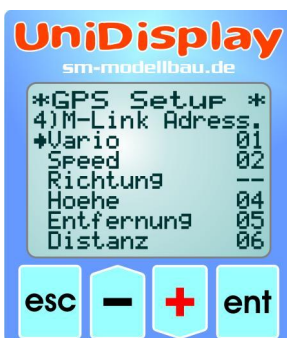 UniDisplay
sm-modellbau.de
*GPS Setup *
4)M-Link Adress.
→Vario 01
Speed 02
Richtung --
Hoehe 04
Entfernung 05
Distanz 06
esc - + ent